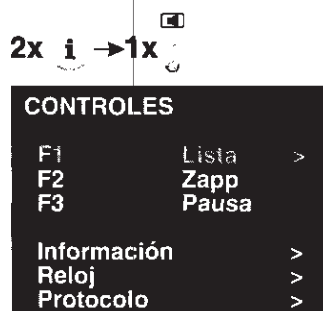 2x i →1x
CONTROLES
F1 Lista >
F2 Zapp
F3 Pausa
Información >
Reloj >
Protocolo >